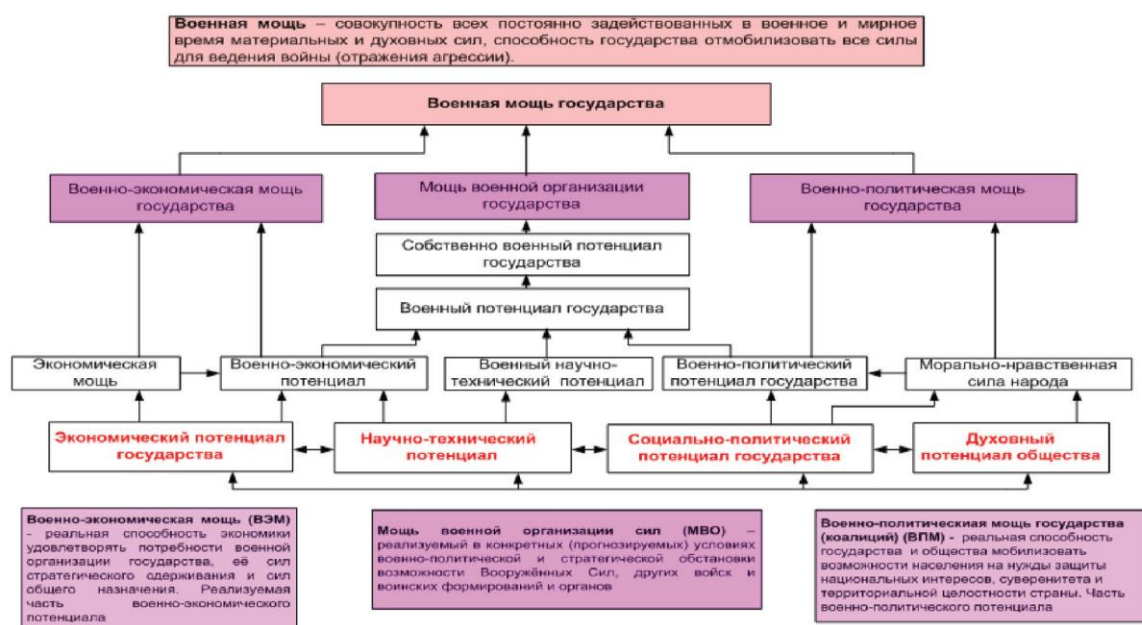 Военная мощь – совокупность всех постоянно задействованных в военное и мирное
время материальных и духовных сил, способность государства отмобилизовать все силы
для ведения войны (отражения агрессии).
Военная мощь государства
Военно-экономическая мощь
государства
Мощь военной организации
государства
Военно-политическая мощь
государства
Собственно военный потенциал
государства
Военный потенциал государства
Экономическая
мощь
Военно-экономический
потенциал
Военный научно-
технический потенциал
Военно-политический
потенциал государства
Морально-нравственная
сила народа
Экономический потенциал
государства
Научно-технический
потенциал
Социально-политический
потенциал государства
Духовный
потенциал общества
Военно-экономическая мощь (ВЭМ)
- реальная способность экономики
удовлетворять потребности военной
организации государства, её сил
стратегического сдерживания и сил
общего назначения. Реализуемая
часть военно-экономического
потенциала
Мощь военной организации сил (МВО) –
реализуемый в конкретных (прогнозируемых) условиях
военно-политической и стратегической обстановки
возможности Вооружённых Сил, других войск и
воинских формирований и органов
Военно-политическиая мощь государства
(коалиций) (ВПМ) - реальная способность
государства и общества мобилизовать
возможности населения на нужды защиты
национальных интересов, суверенитета и
территориальной целостности страны. Часть
военно-политического потенциала